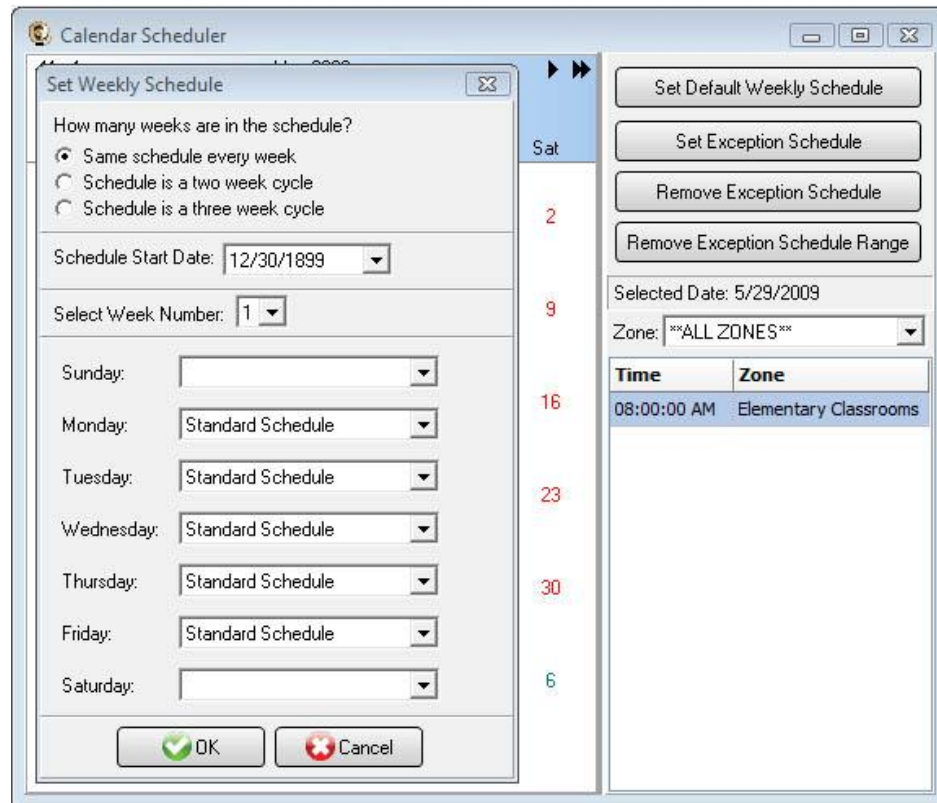 Calendar Scheduler
Set Weekly Schedule
How many weeks are in the schedule?
Same schedule every week
Schedule is a two week cycle
Schedule is a three week cycle
Schedule Start Date: 12/30/1899
Select Week Number: 1
Sunday:
Monday: Standard Schedule
Tuesday: Standard Schedule
Wednesday: Standard Schedule
Thursday: Standard Schedule
Friday: Standard Schedule
Saturday:
OK Cancel
Sat
2
9
16
23
30
6
Set Default Weekly Schedule
Set Exception Schedule
Remove Exception Schedule
Remove Exception Schedule Range
Selected Date: 5/29/2009
Zone: **ALL ZONES**
Time Zone
08:00:00 AM Elementary Classrooms